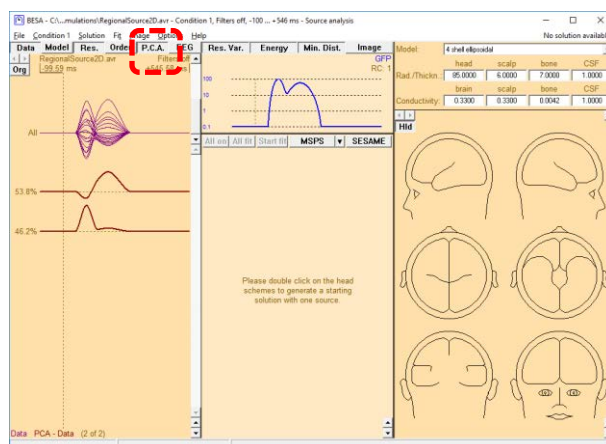 BESA - C:\...mulations\RegionalSource2D.avr - Condition 1, Filters off, -100 ... +546 ms - Source analysis
File Condition 1 Solution Fit Image Options Help No solution available
Data Model Res. Order P.C.A. EEG Res. Var. Energy Min. Dist. Image
Org RegionalSource2D.avr Filters off
-99.59 ms +545.58 ms
GFP
RC: 1
100
10
1
0.1
Model: 4 shell ellipsoidal
head scalp bone CSF
Rad./Thickn.: 85.0000 6.0000 7.0000 1.0000
brain scalp bone CSF
Conductivity: 0.3300 0.3300 0.0042 1.0000
Hld
All
53.8%
46.2%
All on All fit Start fit MSPS SESAME
Please double click on the head
schemes to generate a starting
solution with one source.
Data PCA - Data (2 of 2)